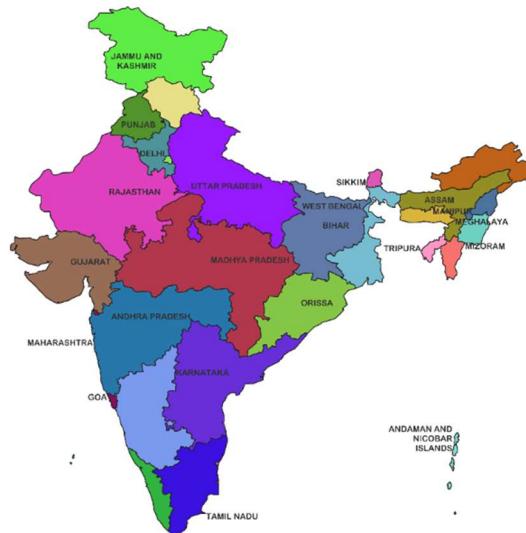 JAMMU AND
KASHMIR
PUNJAB
DELHI
UTTAR PRADESH
RAJASTHAN
SIKKIM
ASSAM
WEST BENGAL
MANIPUR
BIHAR
MEGHALAYA
TRIPURA
MIZORAM
GUJARAT
MADHYA PRADESH
ORISSA
ANDHRA PRADESH
MAHARASHTRA
KARNATAKA
GOA
ANDAMAN AND
NICOBAR
ISLANDS
TAMIL NADU